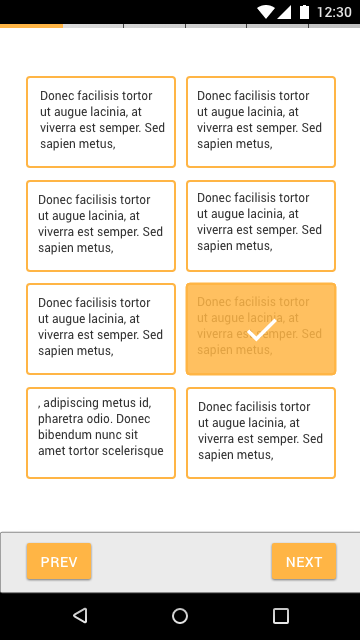 12:30
Donec facilisis tortor
ut augue lacinia, at
viverra est semper. Sed
sapien metus,
Donec facilisis tortor
ut augue lacinia, at
viverra est semper. Sed
sapien metus,
Donec facilisis tortor
ut augue lacinia, at
viverra est semper. Sed
sapien metus,
Donec facilisis tortor
ut augue lacinia, at
viverra est semper. Sed
sapien metus,
Donec facilisis tortor
ut augue lacinia, at
viverra est semper. Sed
sapien metus,
Donec facilisis tortor
ut augue lacinia, at
viverra est semper. Sed
sapien metus,
, adipiscing metus id,
pharetra odio. Donec
bibendum nunc sit
amet tortor scelerisque
Donec facilisis tortor
ut augue lacinia, at
viverra est semper. Sed
sapien metus,
PREV
NEXT